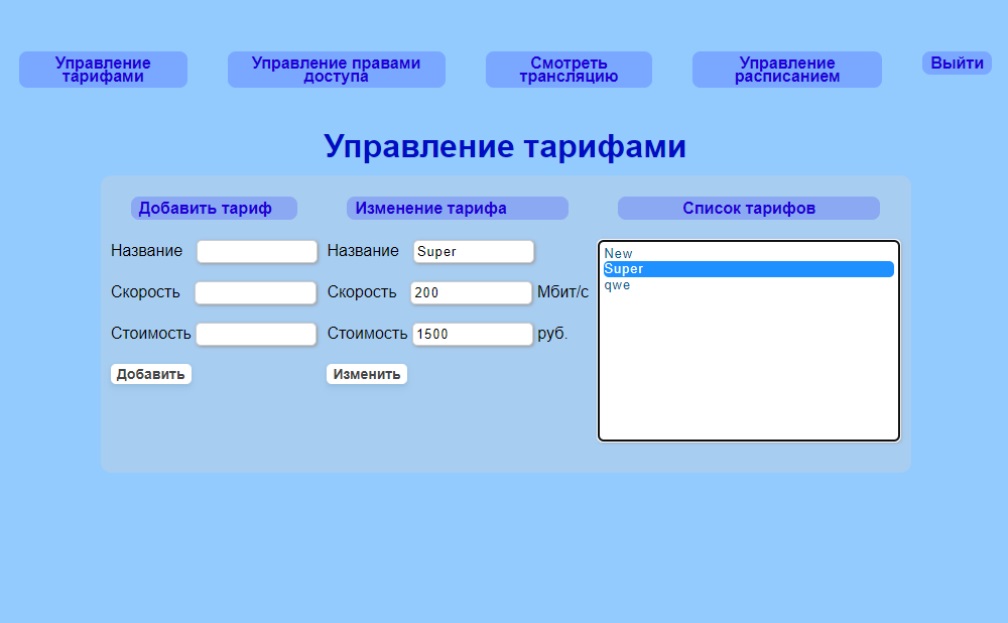 Управление
тарифами
Управление правами
доступа
Смотреть
трансляцию
Управление
расписанием
Выйти
Управление тарифами
Добавить тариф
Изменение тарифа
Список тарифов
Название
Название Super
Скорость
Скорость 200 Мбит/с
Стоимость
Стоимость 1500 руб.
Добавить
Изменить
New
Super
qwe